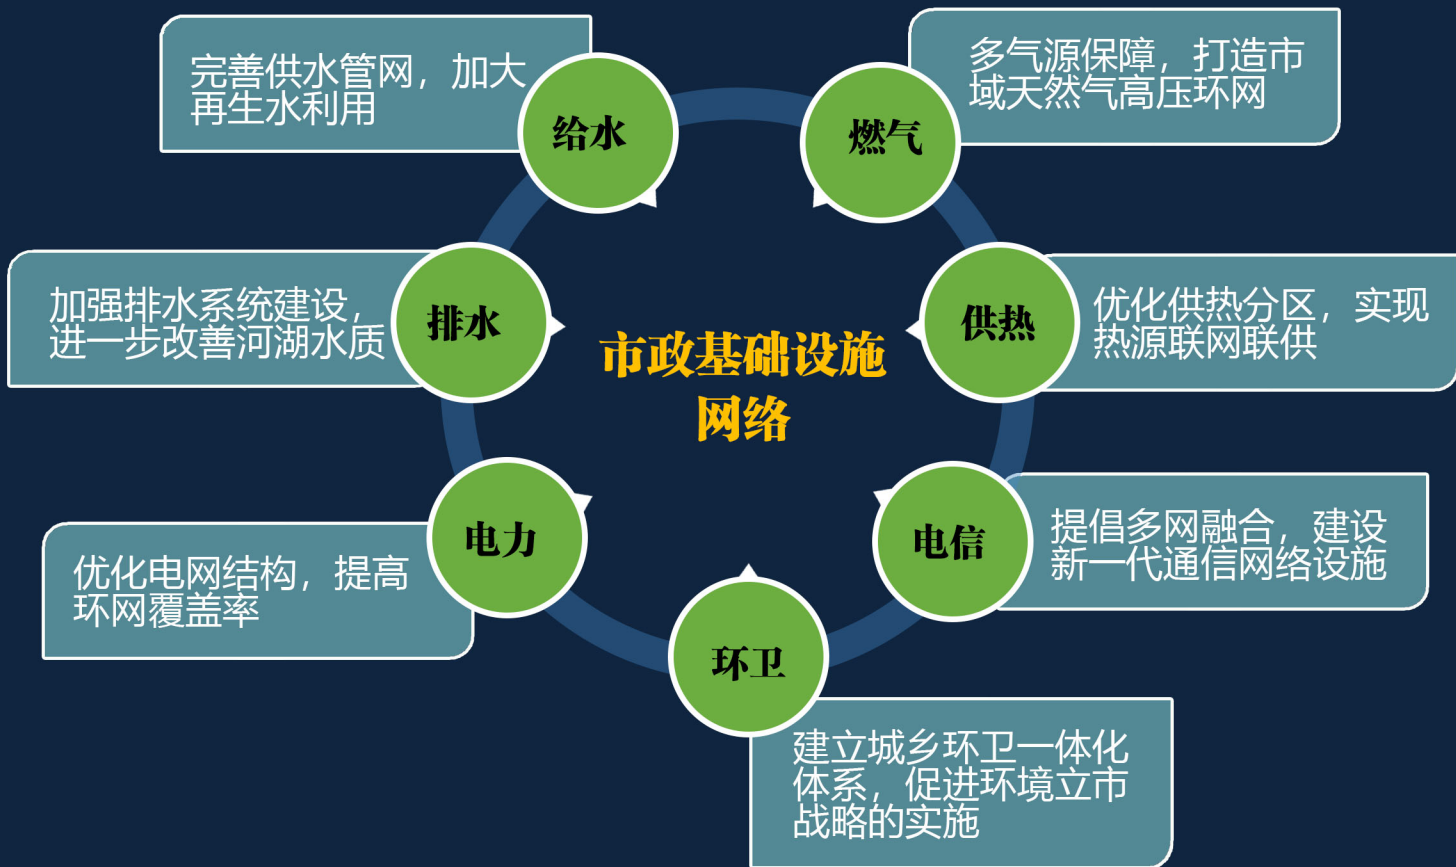 完善供水管网，加大
再生水利用
给水
多气源保障，打造市
域天然气高压环网
燃气
加强排水系统建设，
进一步改善河湖水质
排水
优化供热分区，实现
热源联网联供
供热
市政基础设施
网络
优化电网结构，提高
环网覆盖率
电力
提倡多网融合，建设
新一代通信网络设施
电信
环卫
建立城乡环卫一体化
体系，促进环境立市
战略的实施